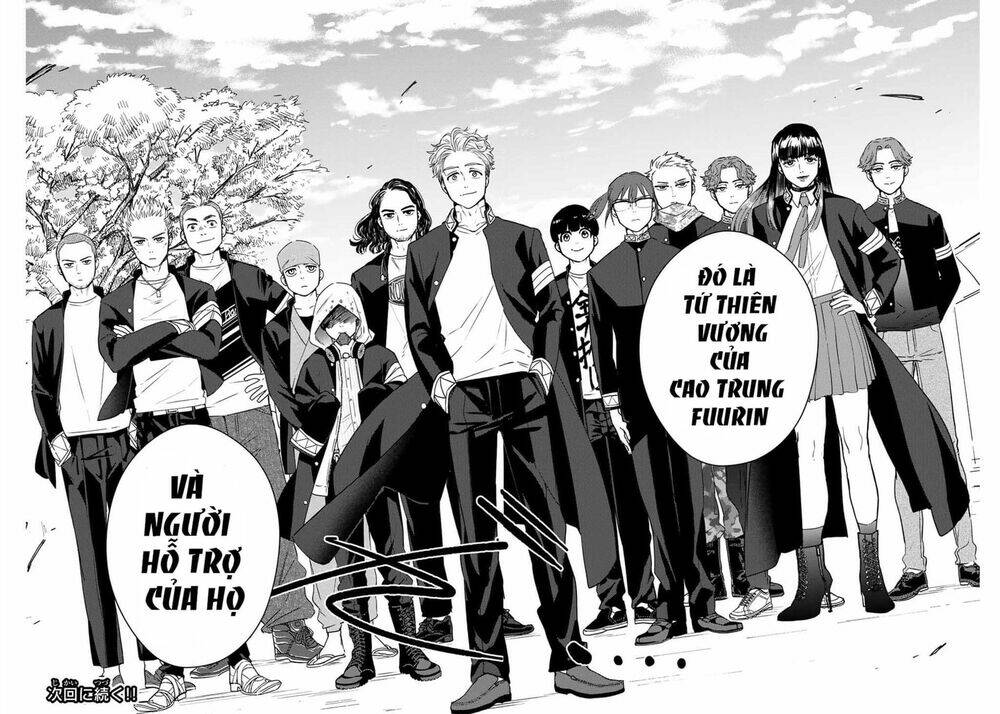 ĐÓ LÀ
TỨ THIÊN
VƯƠNG
CỦA
CAO TRUNG
FUURIN
VÀ
NGƯỜI
HỖ TRỢ
CỦA HỌ
次回に続く!!